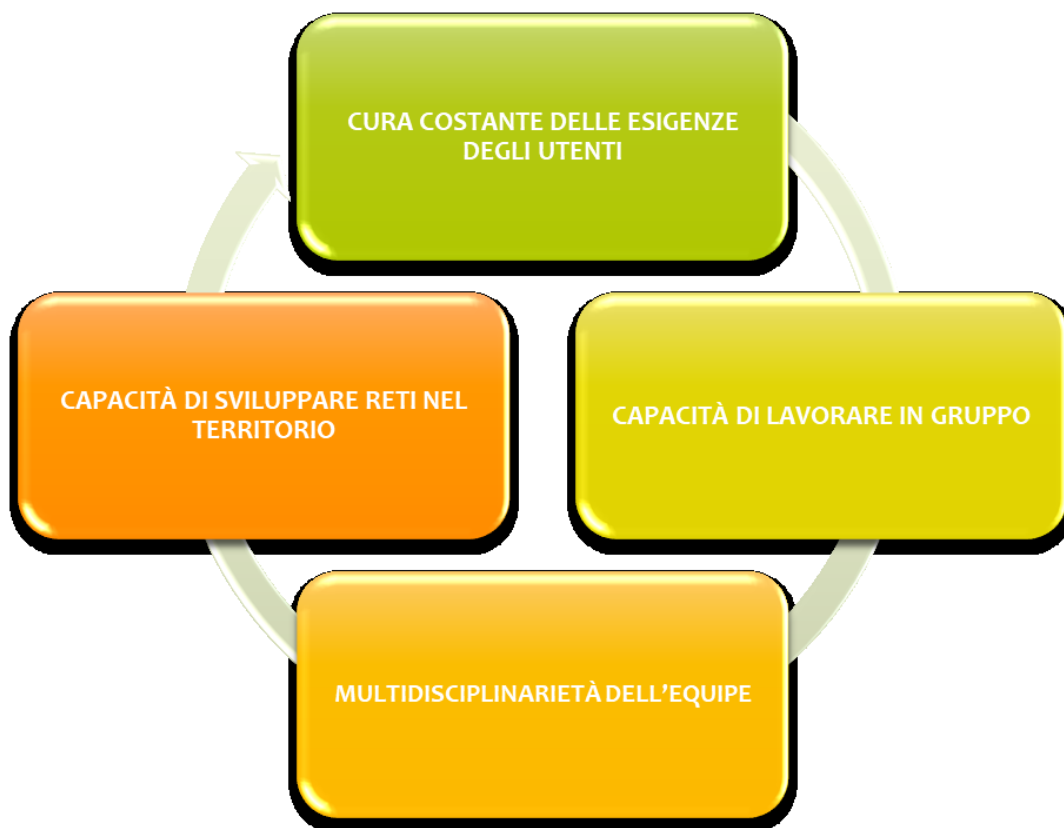 CURA COSTANTE DELLE ESIGENZE
DEGLI UTENTI
CAPACITÀ DI SVILUPPARE RETI NEL
TERRITORIO
CAPACITÀ DI LAVORARE IN GRUPPO
MULTIDISCIPLINARIETÀ DELL’EQUIPE